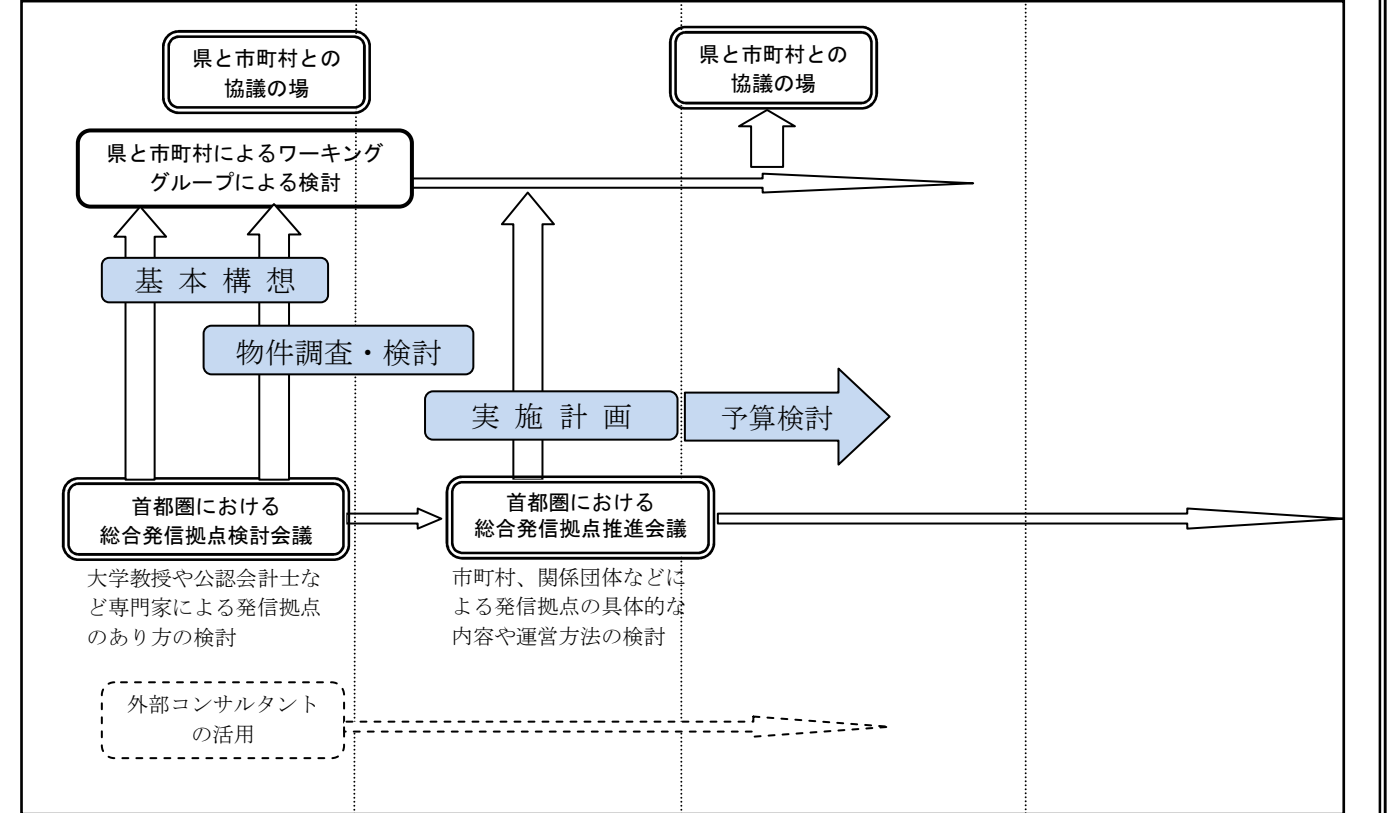 県と市町村との
協議の場
県と市町村との
協議の場
県と市町村によるワーキング
グループによる検討
基 本 構 想
物件調査・検討
実 施 計 画
予算検討
首都圏における
総合発信拠点検討会議
首都圏における
総合発信拠点推進会議
大学教授や公認会計士な
ど専門家による発信拠点
のあり方の検討
市町村、関係団体などに
よる発信拠点の具体的な
内容や運営方法の検討
外部コンサルタント
の活用